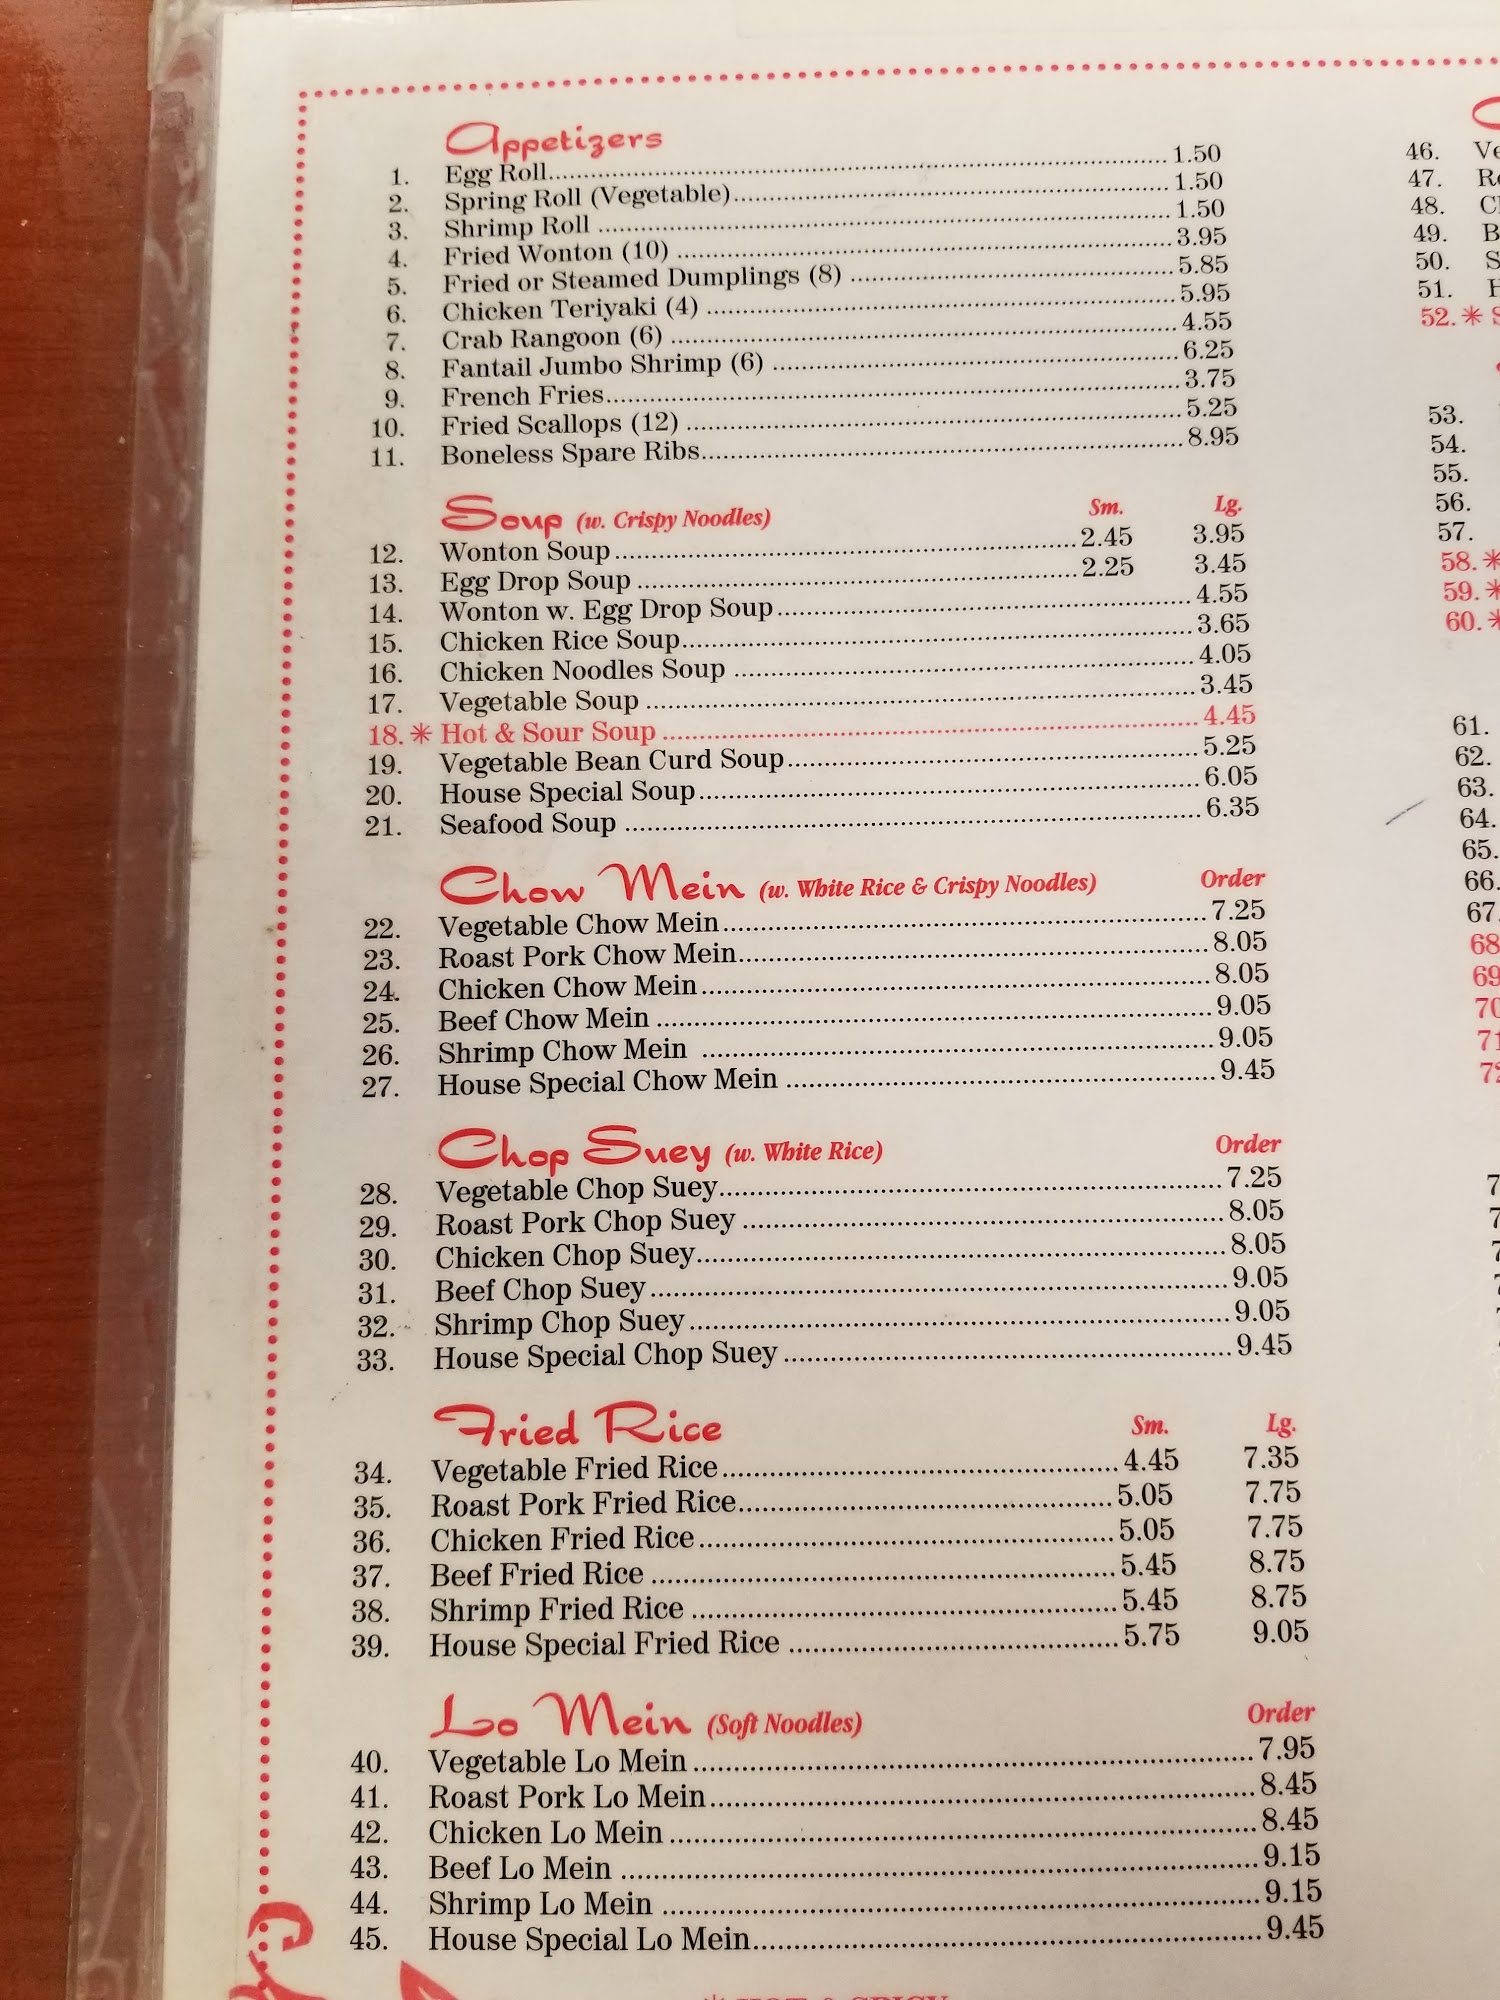 Appetizers
1. Egg Roll 1.50
2. Spring Roll (Vegetable) 1.50
3. Shrimp Roll 1.50
4. Fried Wonton (10) 3.95
5. Fried or Steamed Dumplings (8) 5.85
6. Chicken Teriyaki (4) 5.95
7. Crab Rangoon (6) 4.55
8. Fantail Jumbo Shrimp (6) 6.25
9. French Fries 3.75
10. Fried Scallops (12) 5.25
11. Boneless Spare Ribs 8.95
Soup (w. Crispy Noodles) Sm. Lg.
12. Wonton Soup 2.45 3.95
13. Egg Drop Soup 2.25 3.45
14. Wonton w. Egg Drop Soup 4.55
15. Chicken Rice Soup 3.65
16. Chicken Noodles Soup 4.05
17. Vegetable Soup 3.45
18.* Hot & Sour Soup 4.45
19. Vegetable Bean Curd Soup 5.25
20. House Special Soup 6.05
21. Seafood Soup 6.35
Chow Mein (w. White Rice & Crispy Noodles) Order
22. Vegetable Chow Mein 7.25
23. Roast Pork Chow Mein 8.05
24. Chicken Chow Mein 8.05
25. Beef Chow Mein 9.05
26. Shrimp Chow Mein 9.05
27. House Special Chow Mein 9.45
Chop Suey (w. White Rice) Order
28. Vegetable Chop Suey 7.25
29. Roast Pork Chop Suey 8.05
30. Chicken Chop Suey 8.05
31. Beef Chop Suey 9.05
32. Shrimp Chop Suey 9.05
33. House Special Chop Suey 9.45
Fried Rice Sm. Lg.
34. Vegetable Fried Rice 4.45 7.35
35. Roast Pork Fried Rice 5.05 7.75
36. Chicken Fried Rice 5.05 7.75
37. Beef Fried Rice 5.45 8.75
38. Shrimp Fried Rice 5.45 8.75
39. House Special Fried Rice 5.75 9.05
Lo Mein (Soft Noodles) Order
40. Vegetable Lo Mein 7.95
41. Roast Pork Lo Mein 8.45
42. Chicken Lo Mein 8.45
43. Beef Lo Mein 9.15
44. Shrimp Lo Mein 9.15
45. House Special Lo Mein 9.45
46.
47.
48.
49.
50.
51.
52.*
53.
54.
55.
56.
57.
58.*
59.*
60.*
61.
62.
63.
64.
65.
66.
67.
68
69
70
71